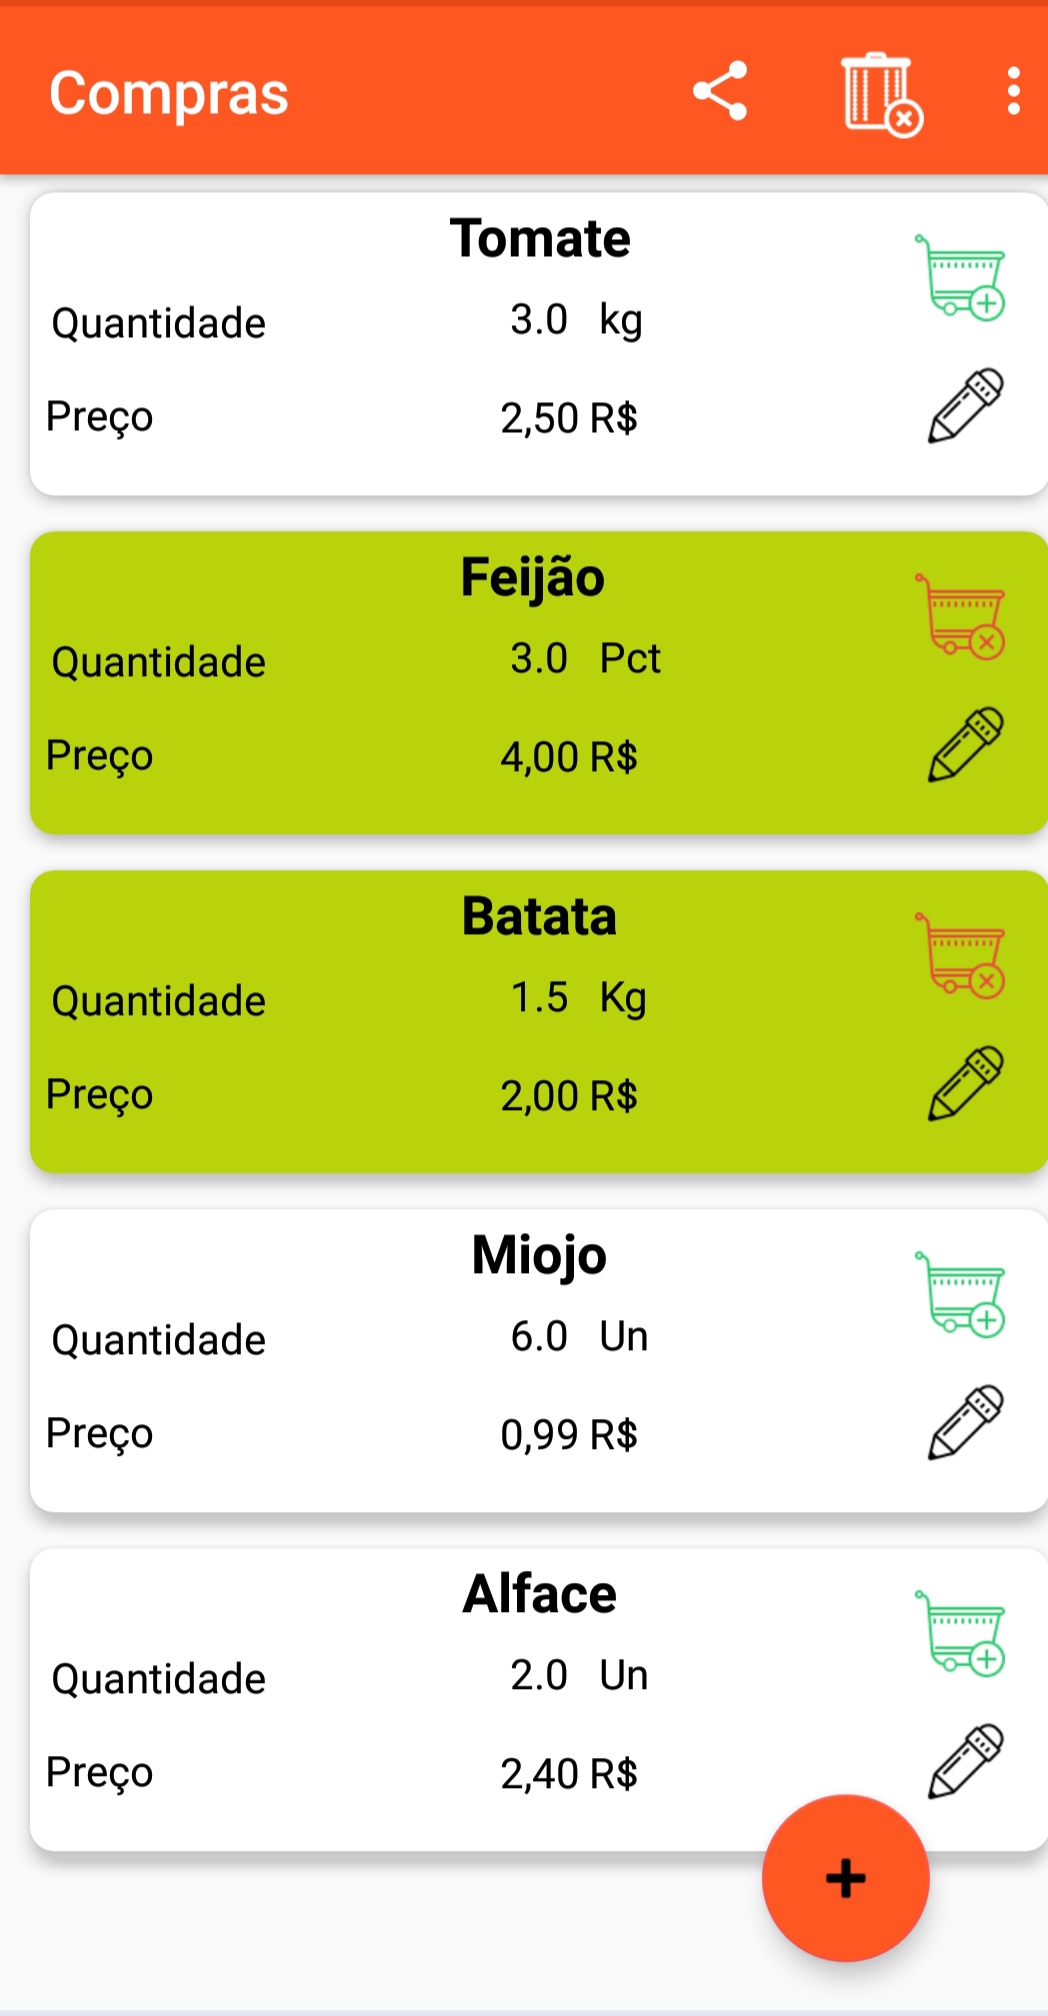 Compras
Tomate
Quantidade 3.0 kg
Preço 2,50 R$
Feijão
Quantidade 3.0 Pct
Preço 4,00 R$
Batata
Quantidade 1.5 Kg
Preço 2,00 R$
Miojo
Quantidade 6.0 Un
Preço 0,99 R$
Alface
Quantidade 2.0 Un
Preço 2,40 R$